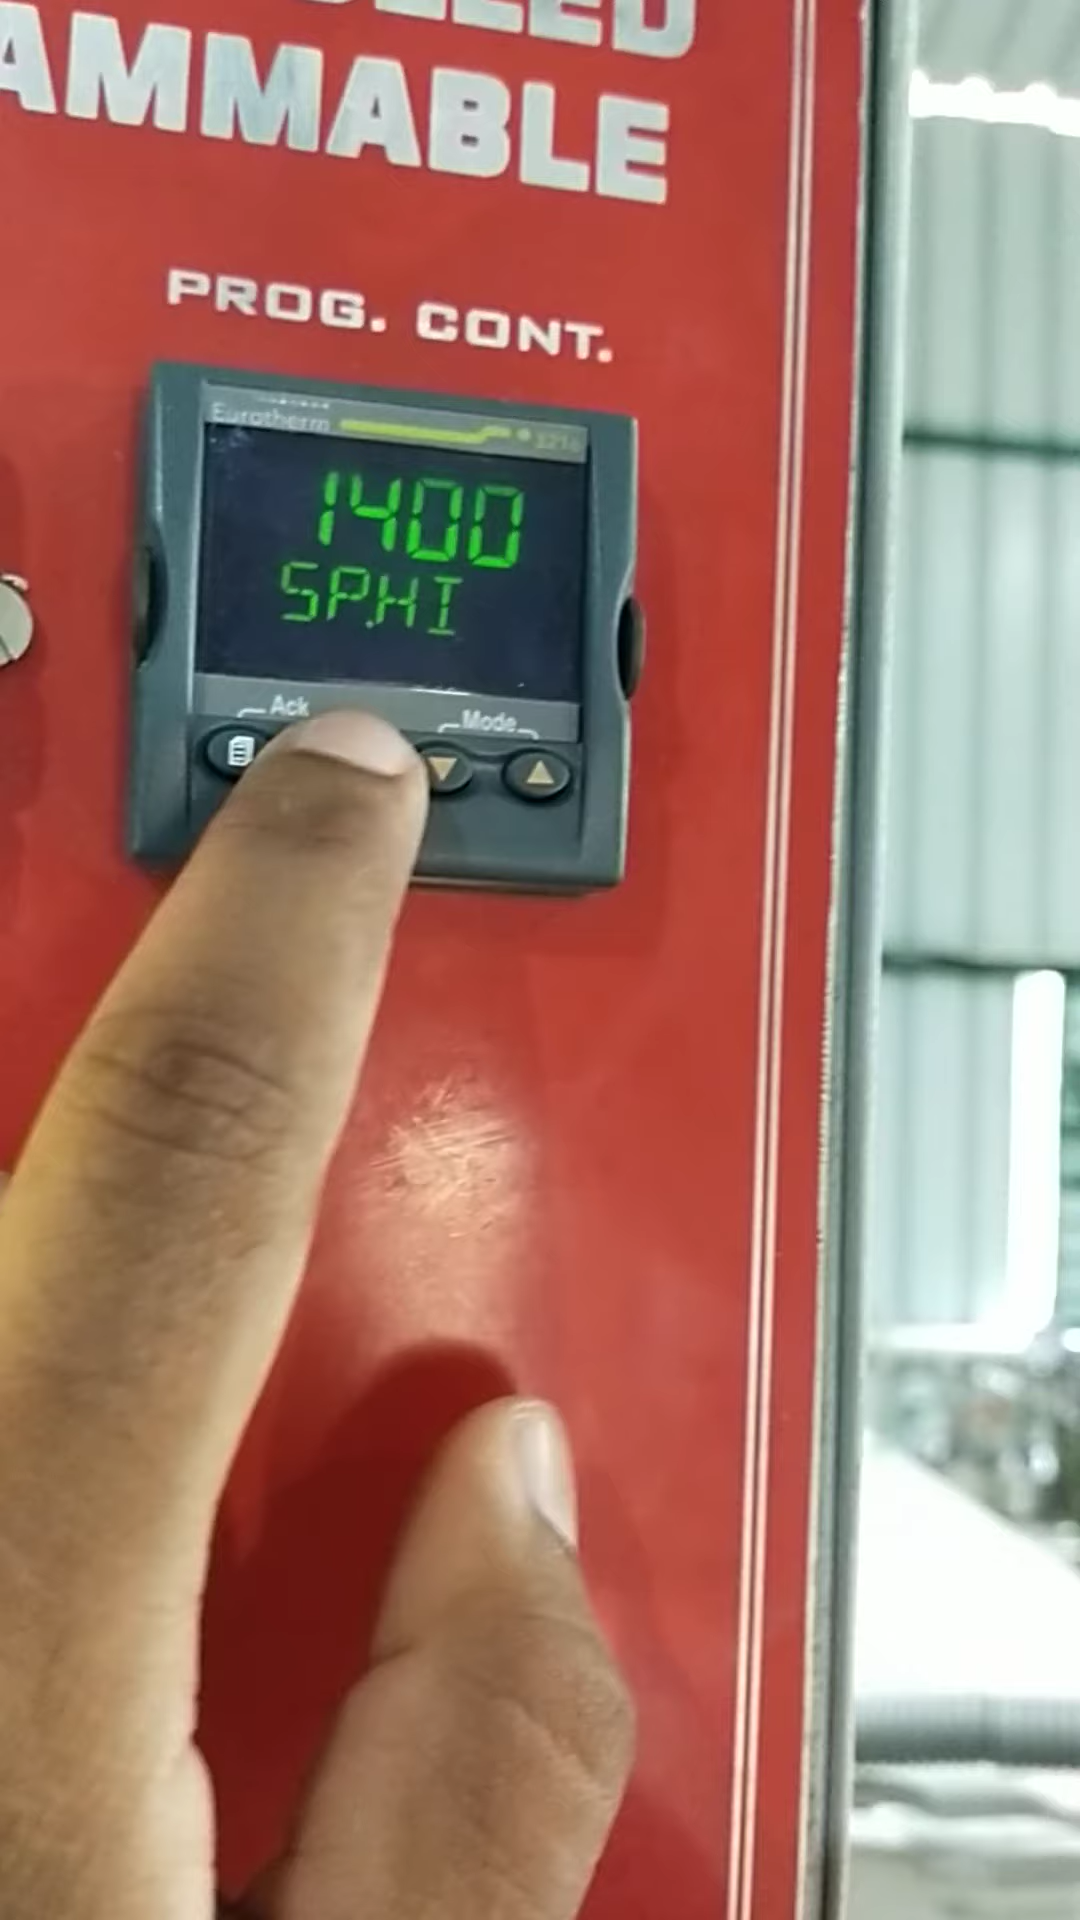 AMMABLE
PROG. CONT.
Eurotherm
1400
SP.HI
Ack
Mode